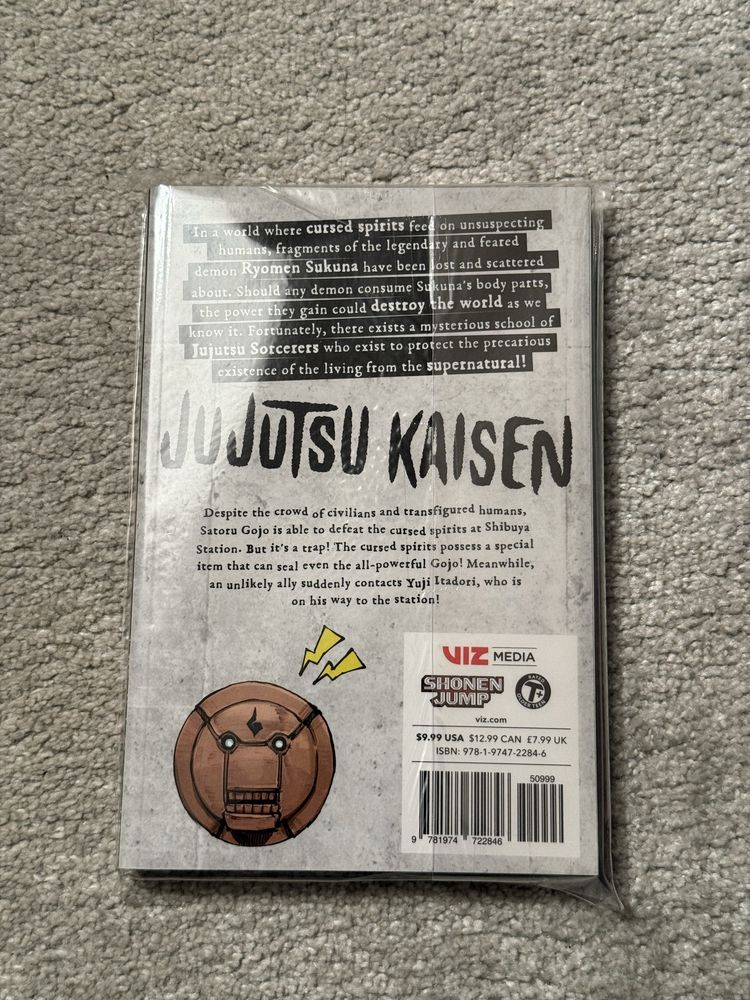 In a world where cursed spirits feed on unsuspecting
humans, fragments of the legendary and feared
demon Ryomen Sukuna have been lost and scattered
about. Should any demon consume Sukuna's body parts,
the power they gain could destroy the world as we
know it. Fortunately, there exists a mysterious school of
Jujutsu Sorcerers who exist to protect the precarious
existence of the living from the supernatural!
JUJUTSU KAISEN
Despite the crowd of civilians and transfigured humans,
Satoru Gojo is able to defeat the cursed spirits at Shibuya
Station. But it's a trap! The cursed spirits possess a special
item that can seal even the all-powerful Gojo! Meanwhile,
an unlikely ally suddenly contacts Yuji Itadori, who is
on his way to the station!
VIZ MEDIA
SHONEN
JUMP
RATED
T+
OLDER TEEN
viz.com
$9.99 USA $12.99 CAN £7.99 UK
ISBN: 978-1-9747-2284-6
50999
9 781974 722846